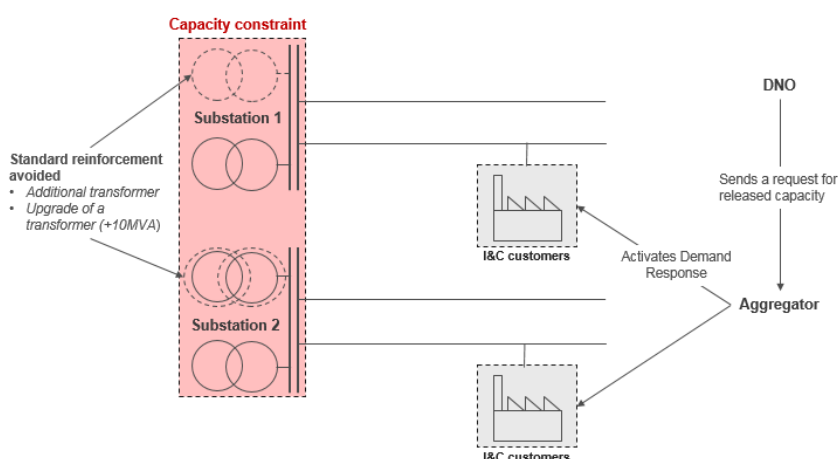 Capacity constraint
Substation 1
Standard reinforcement
avoided
• Additional transformer
• Upgrade of a
transformer (+10MVA)
Substation 2
I&C customers
I&C customers
DNO
Sends a request for
released capacity
Activates Demand
Response
Aggregator